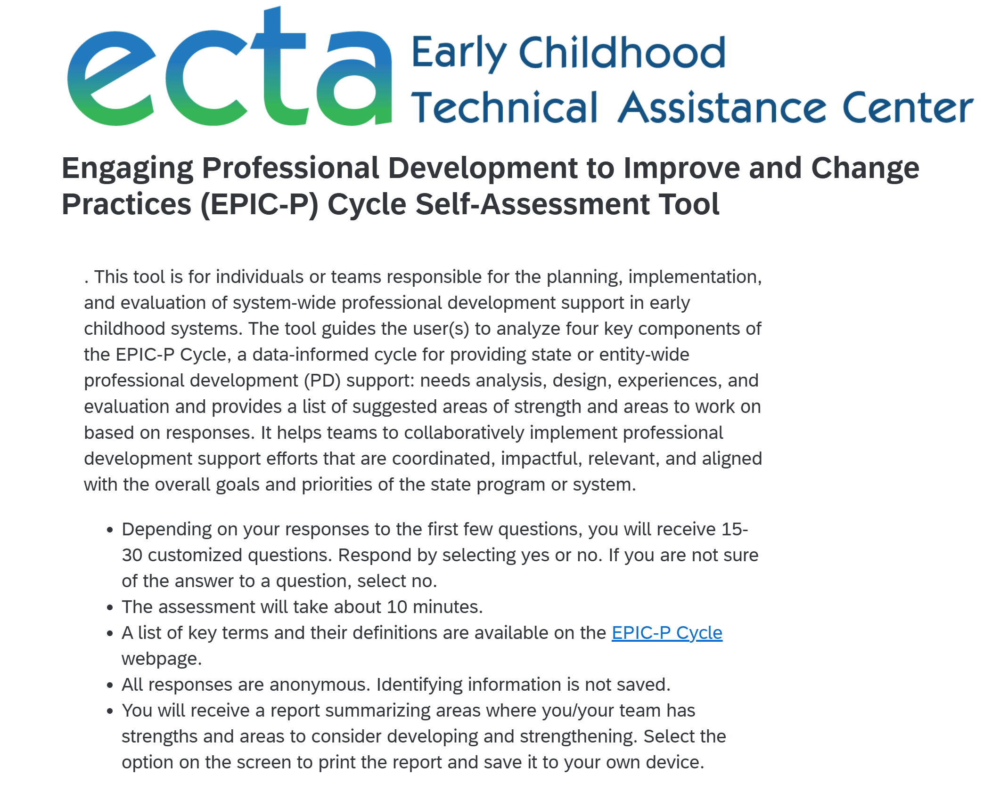 ecta Early Childhood
Technical Assistance Center
Engaging Professional Development to Improve and Change
Practices (EPIC-P) Cycle Self-Assessment Tool
. This tool is for individuals or teams responsible for the planning, implementation,
and evaluation of system-wide professional development support in early
childhood systems. The tool guides the user(s) to analyze four key components of
the EPIC-P Cycle, a data-informed cycle for providing state or entity-wide
professional development (PD) support: needs analysis, design, experiences, and
evaluation and provides a list of suggested areas of strength and areas to work on
based on responses. It helps teams to collaboratively implement professional
development support efforts that are coordinated, impactful, relevant, and aligned
with the overall goals and priorities of the state program or system.
• Depending on your responses to the first few questions, you will receive 15-
30 customized questions. Respond by selecting yes or no. If you are not sure
of the answer to a question, select no.
• The assessment will take about 10 minutes.
• A list of key terms and their definitions are available on the EPIC-P Cycle
webpage.
• All responses are anonymous. Identifying information is not saved.
• You will receive a report summarizing areas where you/your team has
strengths and areas to consider developing and strengthening. Select the
option on the screen to print the report and save it to your own device.